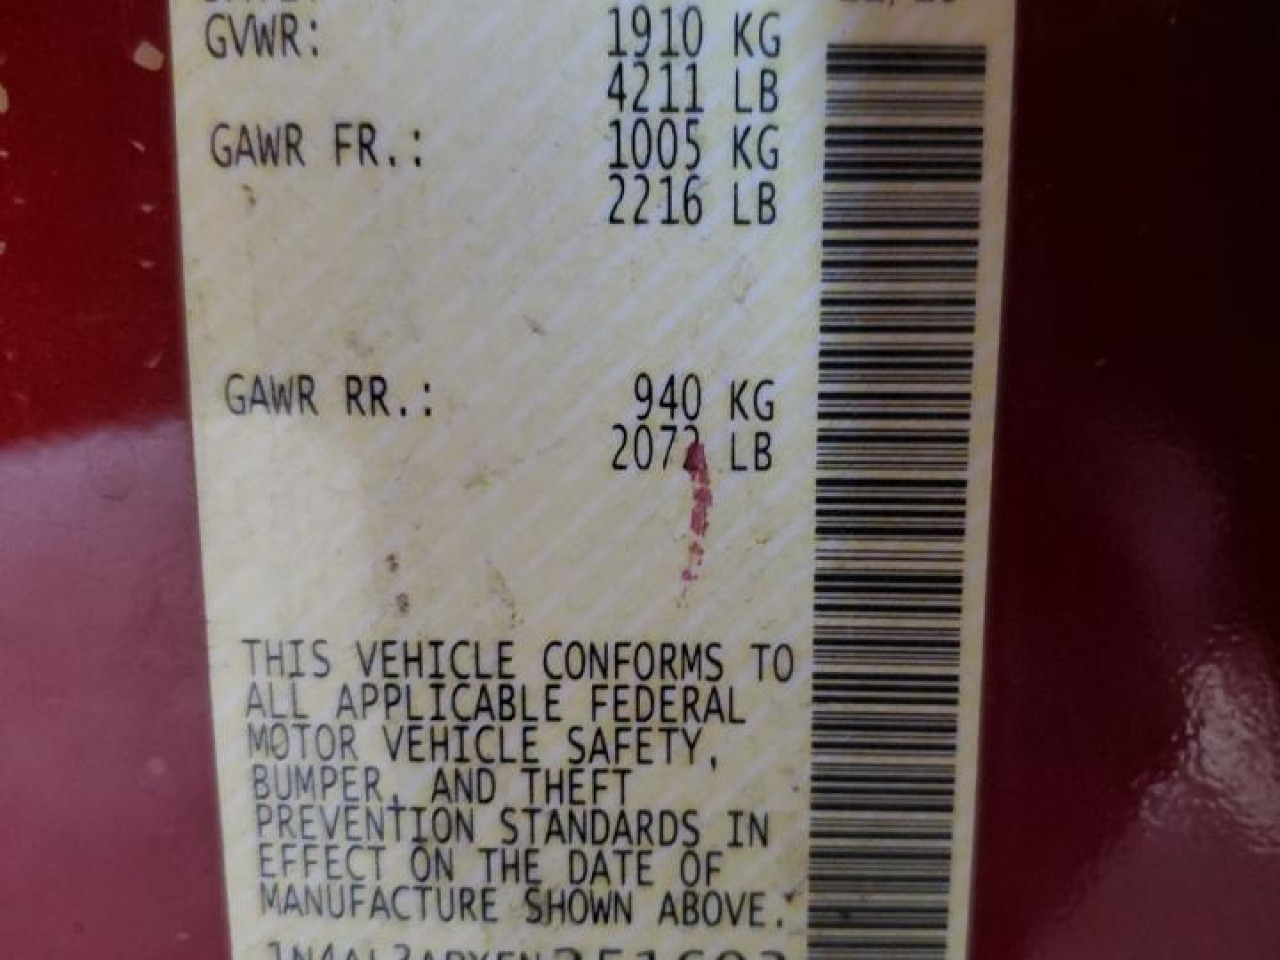 GVWR: 1910 KG
4211 LB
GAWR FR.: 1005 KG
2216 LB
GAWR RR.: 940 KG
2072 LB
THIS VEHICLE CONFORMS TO
ALL APPLICABLE FEDERAL
MOTOR VEHICLE SAFETY,
BUMPER, AND THEFT
PREVENTION STANDARDS IN
EFFECT ON THE DATE OF
MANUFACTURE SHOWN ABOVE.